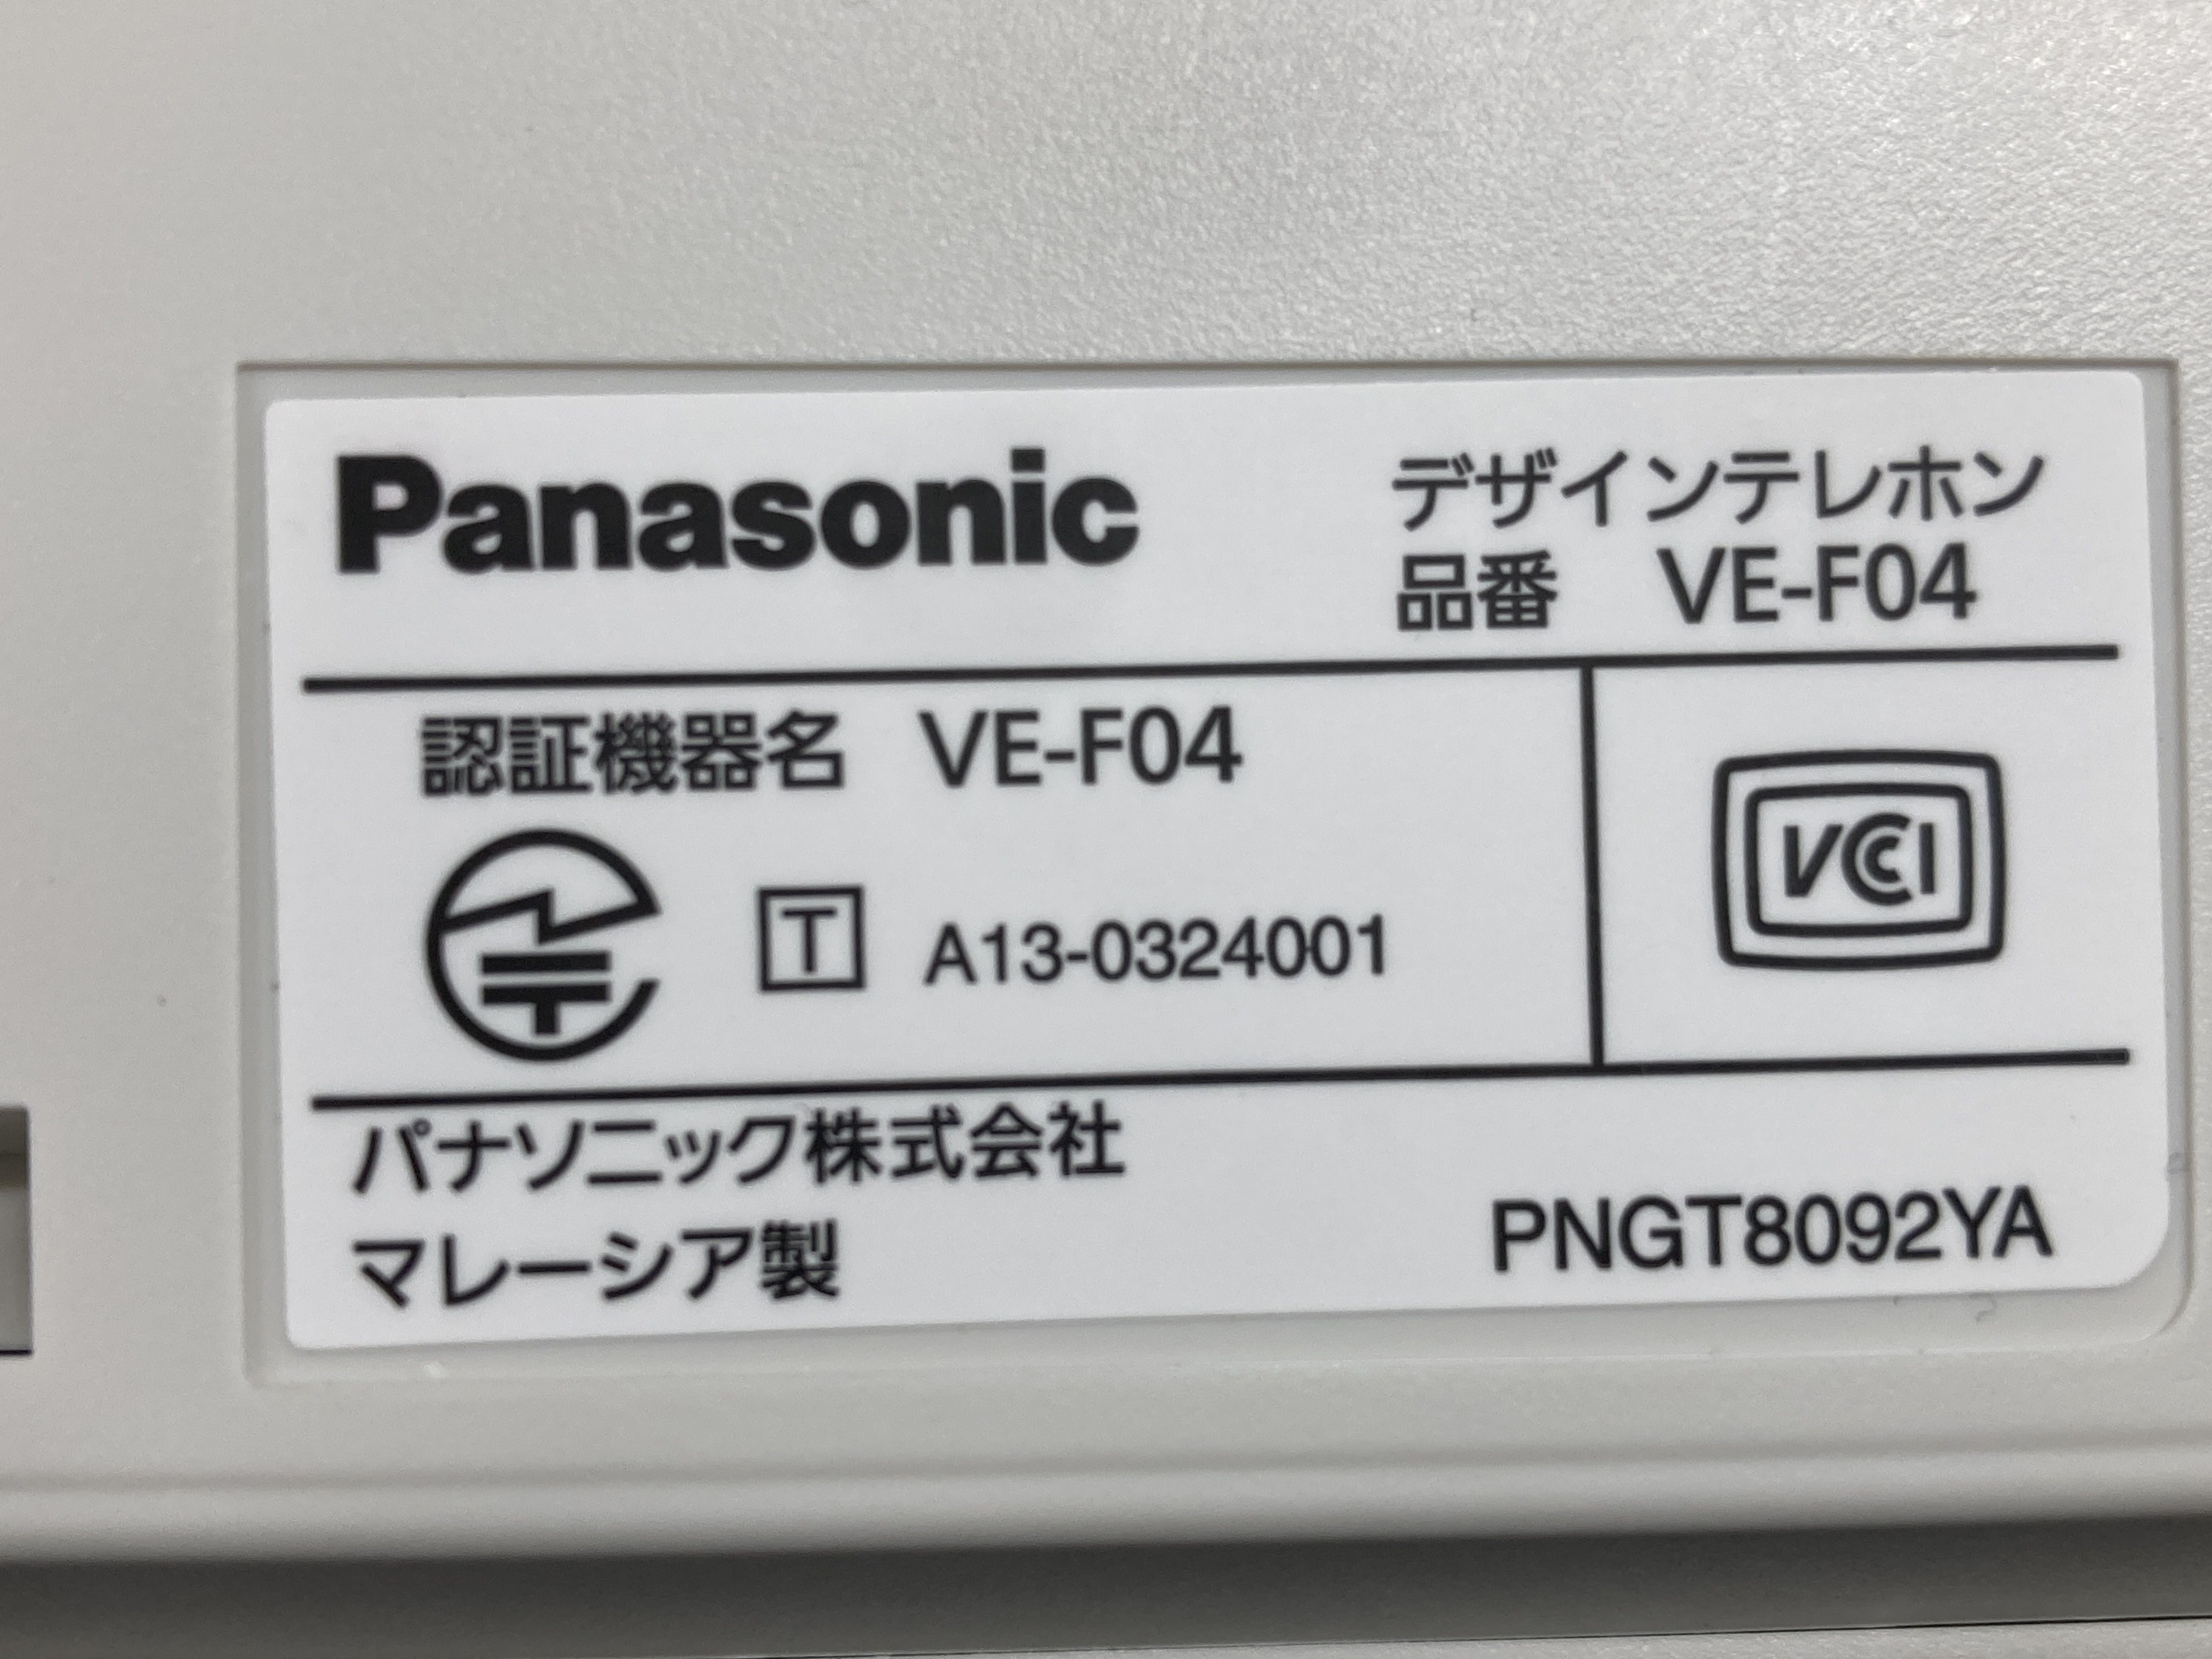 Panasonic
デザインテレホン
品番 VE-F04
認証機器名 VE-F04
T A13-0324001
VCCI
パナソニック株式会社
マレーシア製
PNGT8092YA